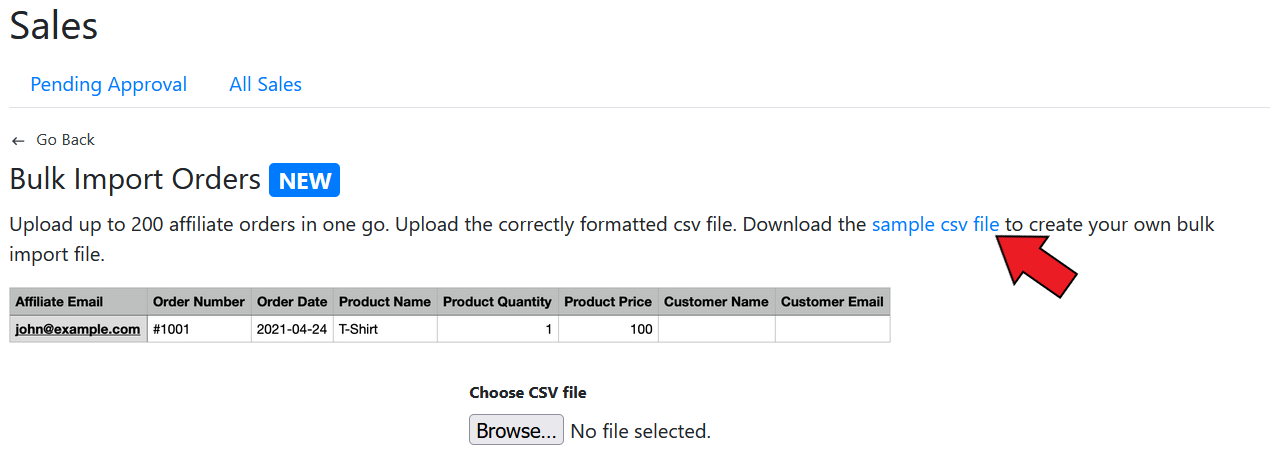 Sales
Pending Approval All Sales
← Go Back
Bulk Import Orders NEW
Upload up to 200 affiliate orders in one go. Upload the correctly formatted csv file. Download the sample csv file to create your own bulk
import file.
Affiliate Email Order Number Order Date Product Name Product Quantity Product Price Customer Name Customer Email
john@example.com #1001 2021-04-24 T-Shirt 1 100
Choose CSV file
Browse... No file selected.